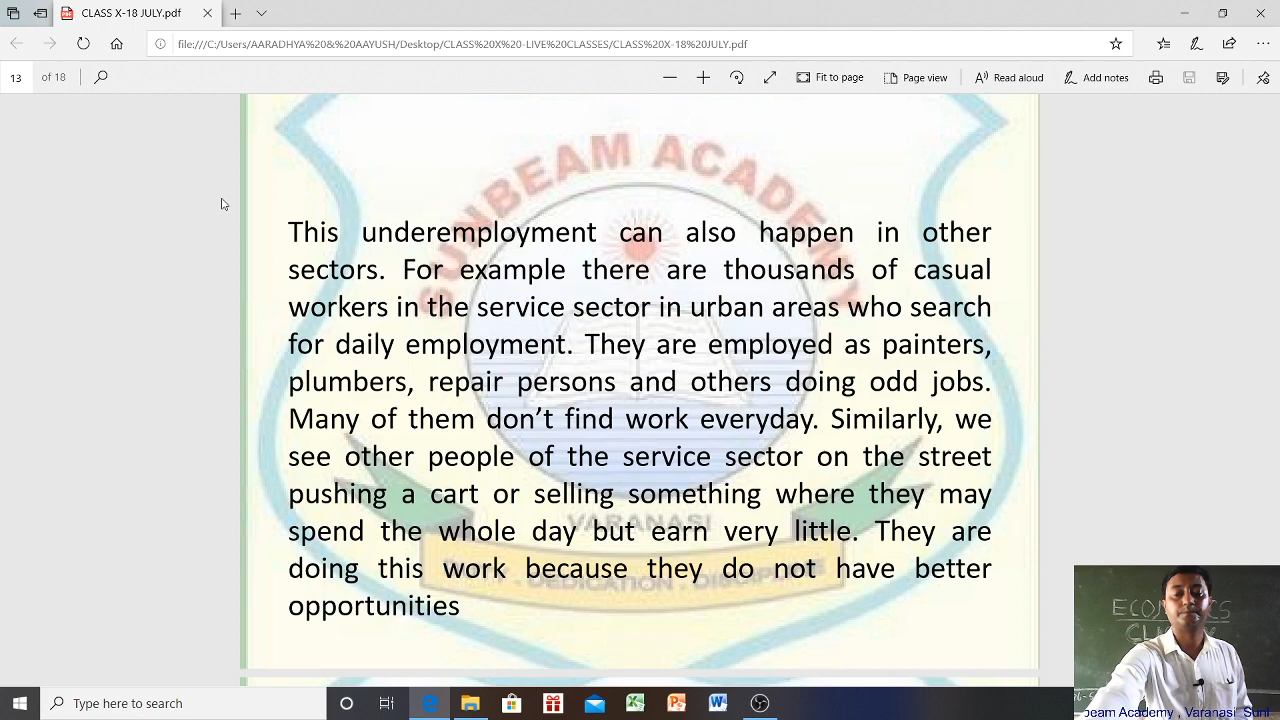 CLASS X-18 JULY.pdf
file:///C:/Users/AARADHYA%20&%20AAYUSH/Desktop/CLASS%20X%20-LIVE%20CLASSES/CLASS%20X-18%20JULY.pdf
13 of 18
Fit to page
Page view
Read aloud
Add notes
SUNBEAM ACADEMY
This underemployment can also happen in other
sectors. For example there are thousands of casual
workers in the service sector in urban areas who search
for daily employment. They are employed as painters,
plumbers, repair persons and others doing odd jobs.
Many of them don’t find work everyday. Similarly, we
see other people of the service sector on the street
pushing a cart or selling something where they may
spend the whole day but earn very little. They are
doing this work because they do not have better
opportunities
VARANASI
- DEDICATION -
ECONOMICS
Type here to search
beam Academy , Varanasi